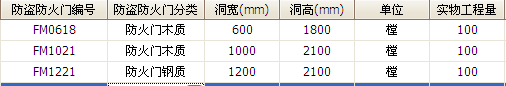 防盗防火门编号 防盗防火门分类 洞宽(mm) 洞高(mm) 单位 实物工程量
FM0618 防火门木质 600 1800 樘 100
FM1021 防火门木质 1000 2100 樘 100
FM1221 防火门钢质 1200 2100 樘 100